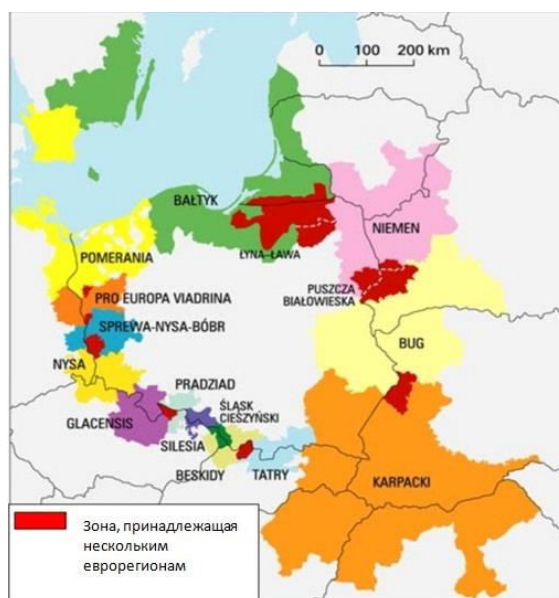 0 100 200 km
BAŁTYK
NIEMEN
ŁYNA–ŁAWA
POMERANIA
PUSZCZA
BIAŁOWIESKA
PRO EUROPA VIADRINA
SPREWA-NYSA-BÓBR
BUG
NYSA
PRADZIAD
ŚLĄSK
CIESZYŃSKI
GLACENSIS
SILESIA
BESKIDY
TATRY
KARPACKI
Зона, принадлежащая
нескольким
еврорегионам